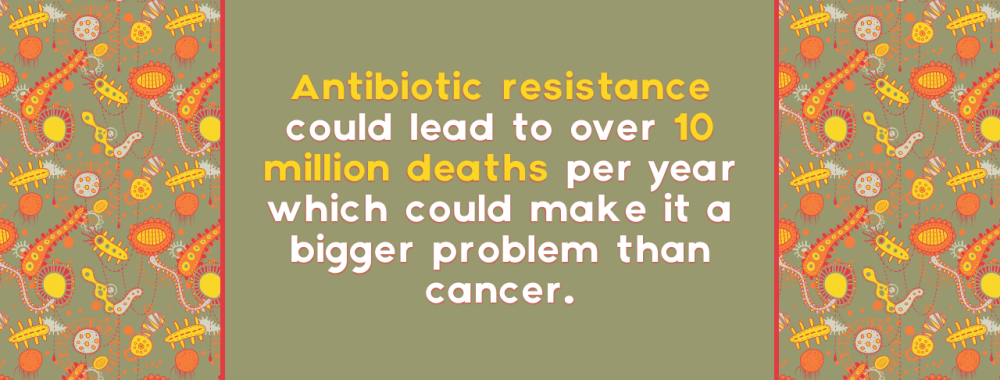 Antibiotic resistance
could lead to over 10
million deaths per year
which could make it a
bigger problem than
cancer.